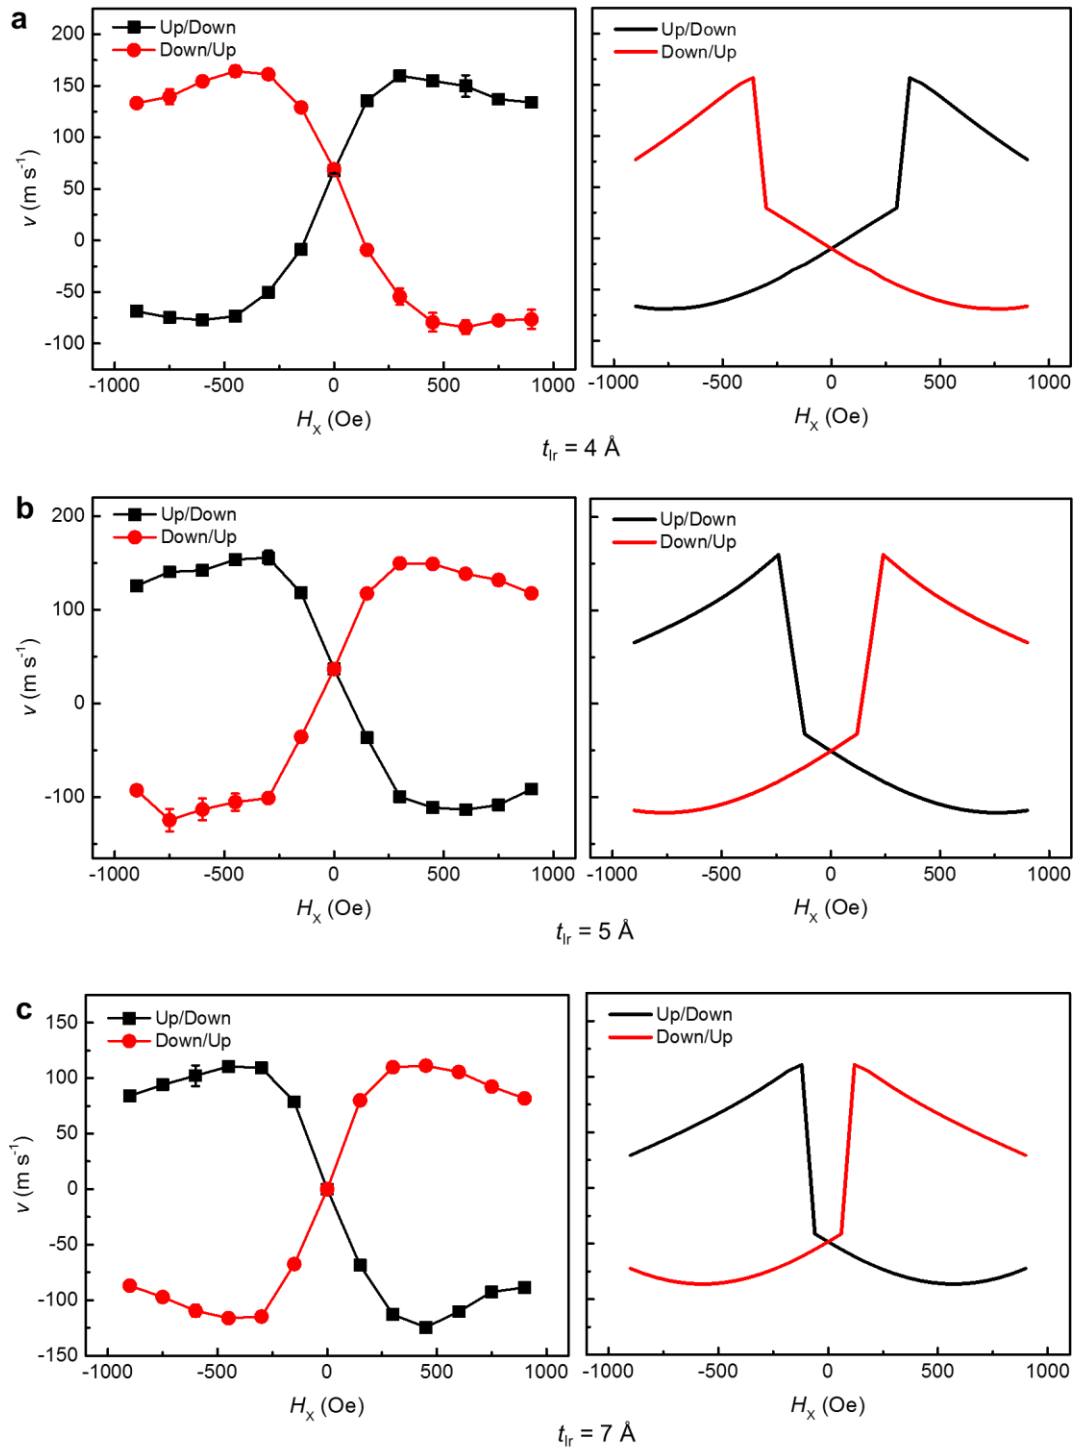 a
Up/Down
Down/Up
200
150
100
50
0
-50
-100
v (m s⁻¹)
-1000 -500 0 500 1000
Hₓ (Oe)
Up/Down
Down/Up
-1000 -500 0 500 1000
Hₓ (Oe)
t_Ir = 4 Å
b
Up/Down
Down/Up
200
100
0
-100
v (m s⁻¹)
-1000 -500 0 500 1000
Hₓ (Oe)
Up/Down
Down/Up
-1000 -500 0 500 1000
Hₓ (Oe)
t_Ir = 5 Å
c
Up/Down
Down/Up
150
100
50
0
-50
-100
-150
v (m s⁻¹)
-1000 -500 0 500 1000
Hₓ (Oe)
Up/Down
Down/Up
-1000 -500 0 500 1000
Hₓ (Oe)
t_Ir = 7 Å